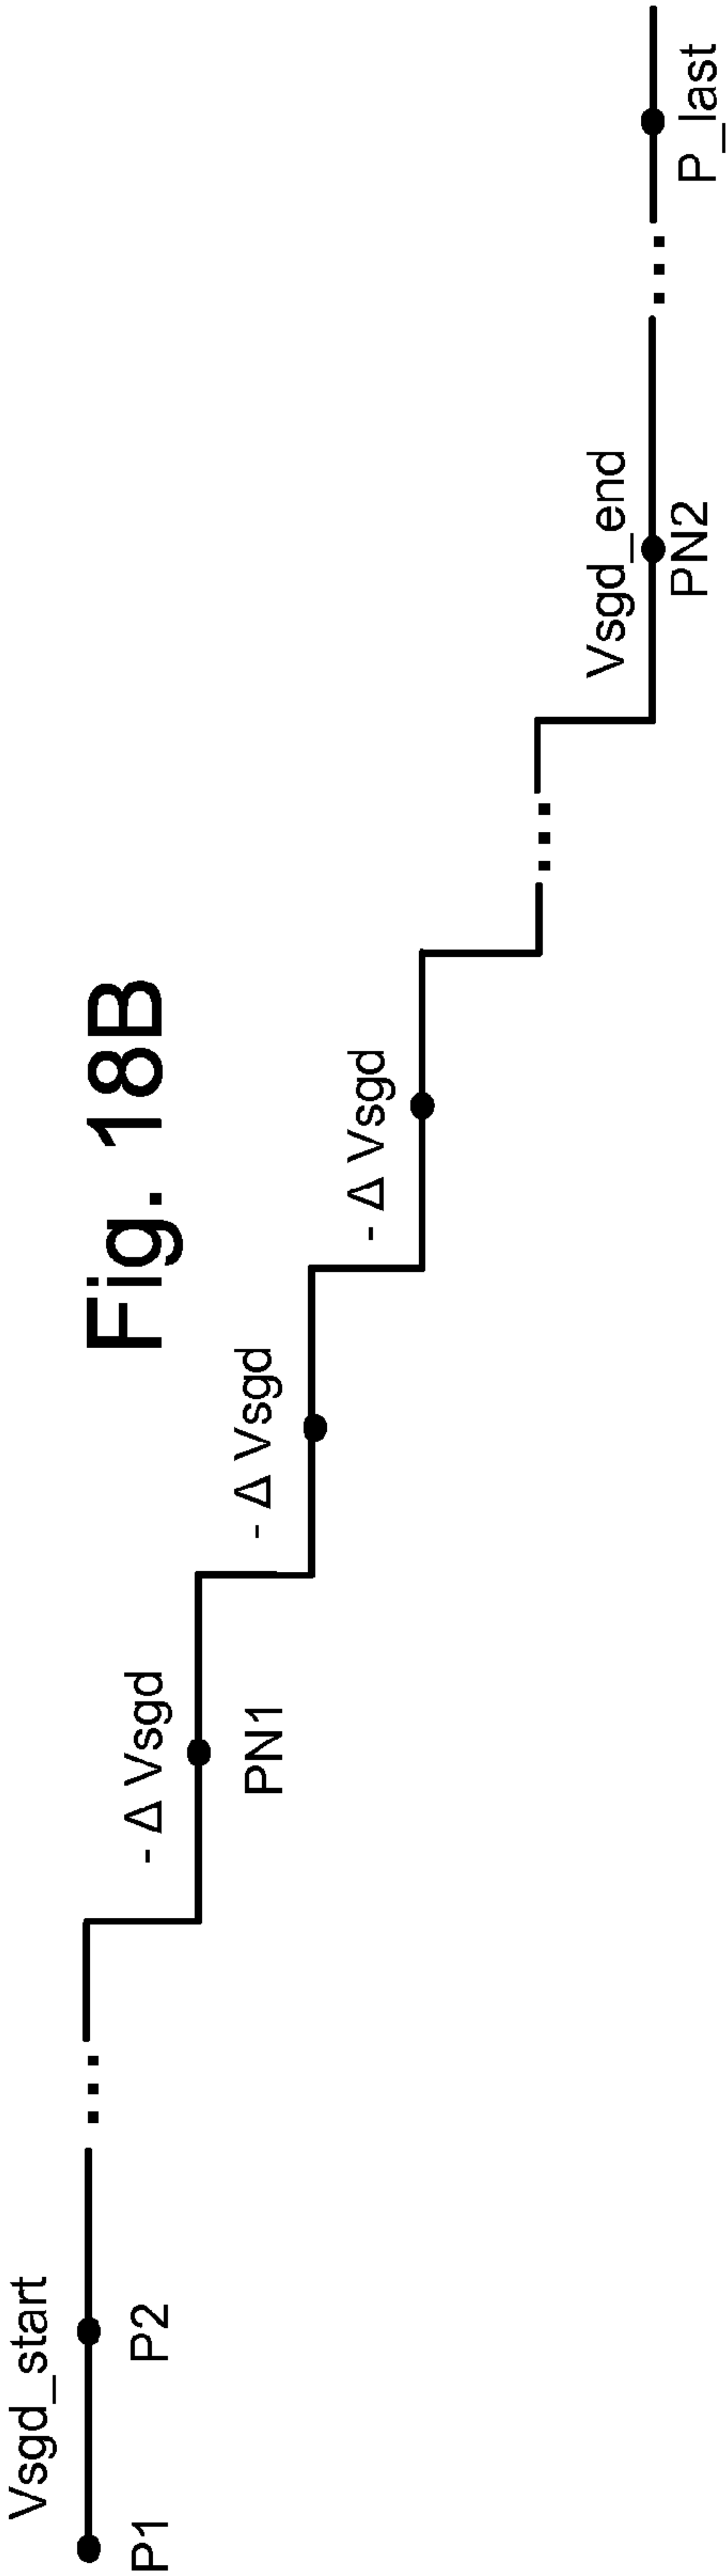 Fig. 18B
Vsgd_start
P1
P2
...
- Δ Vsgd
PN1
- Δ Vsgd
- Δ Vsgd
...
Vsgd_end
PN2
...
P_last